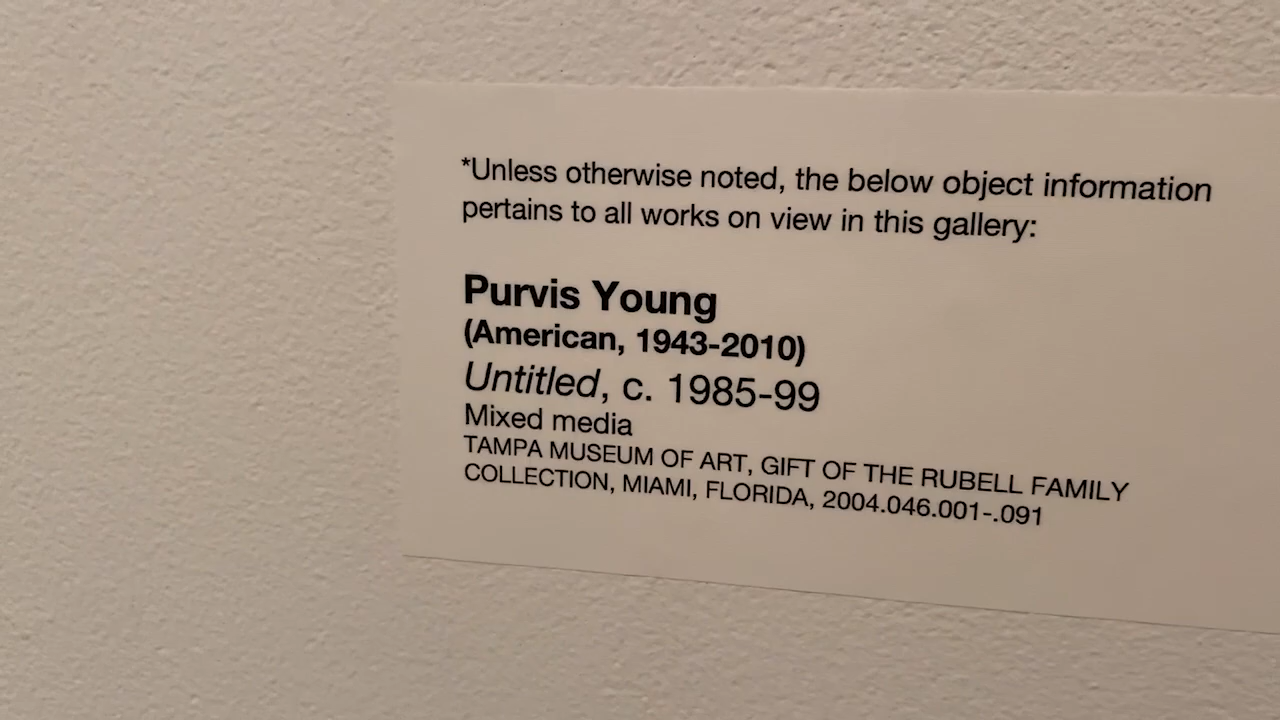 *Unless otherwise noted, the below object information
pertains to all works on view in this gallery:
Purvis Young
(American, 1943-2010)
Untitled, c. 1985-99
Mixed media
TAMPA MUSEUM OF ART, GIFT OF THE RUBELL FAMILY
COLLECTION, MIAMI, FLORIDA, 2004.046.001-.091